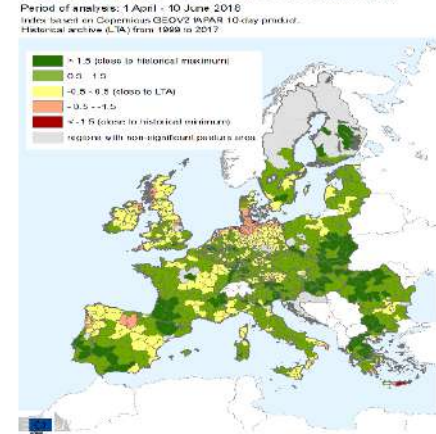 Period of analysis: 1 April - 10 June 2018
Index based on Copernicus GEOV2 fAPAR 10-day product.
Historical archive (LTA) from 1999 to 2017
> 1.5 (close to historical maximum)
0.5 - 1.5
-0.5 - 0.5 (close to LTA)
- 0.5 - -1.5
< -1.5 (close to historical minimum)
regions with non-significant pasture area